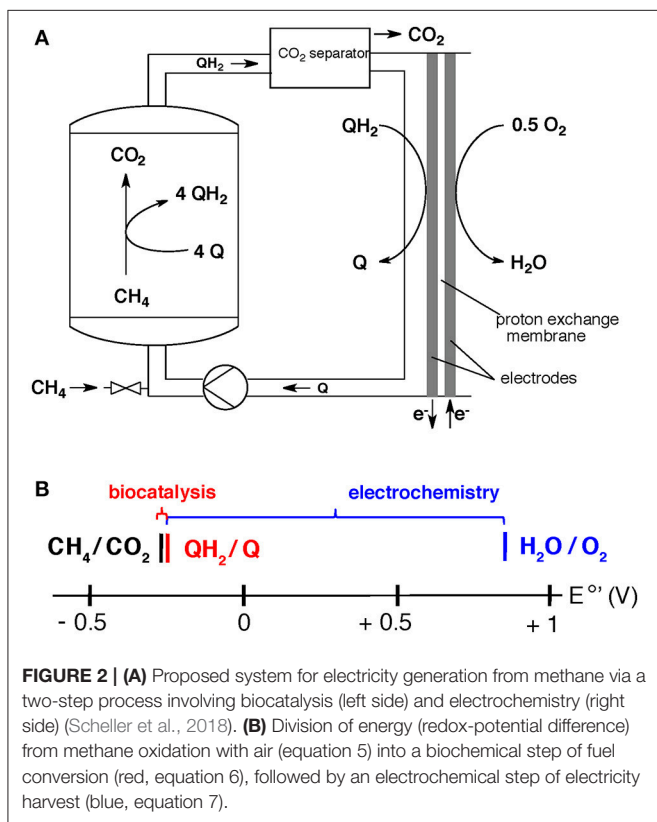 A
CO₂
CO₂ separator
QH₂
CO₂
4 QH₂
4 Q
CH₄
QH₂
0.5 O₂
Q
H₂O
proton exchange
membrane
electrodes
CH₄
Q
e⁻
e⁻
B
biocatalysis
electrochemistry
CH₄/CO₂
QH₂/Q
H₂O/O₂
E°' (V)
- 0.5
0
+ 0.5
+ 1
FIGURE 2 | (A) Proposed system for electricity generation from methane via a
two-step process involving biocatalysis (left side) and electrochemistry (right
side) (Scheller et al., 2018). (B) Division of energy (redox-potential difference)
from methane oxidation with air (equation 5) into a biochemical step of fuel
conversion (red, equation 6), followed by an electrochemical step of electricity
harvest (blue, equation 7).